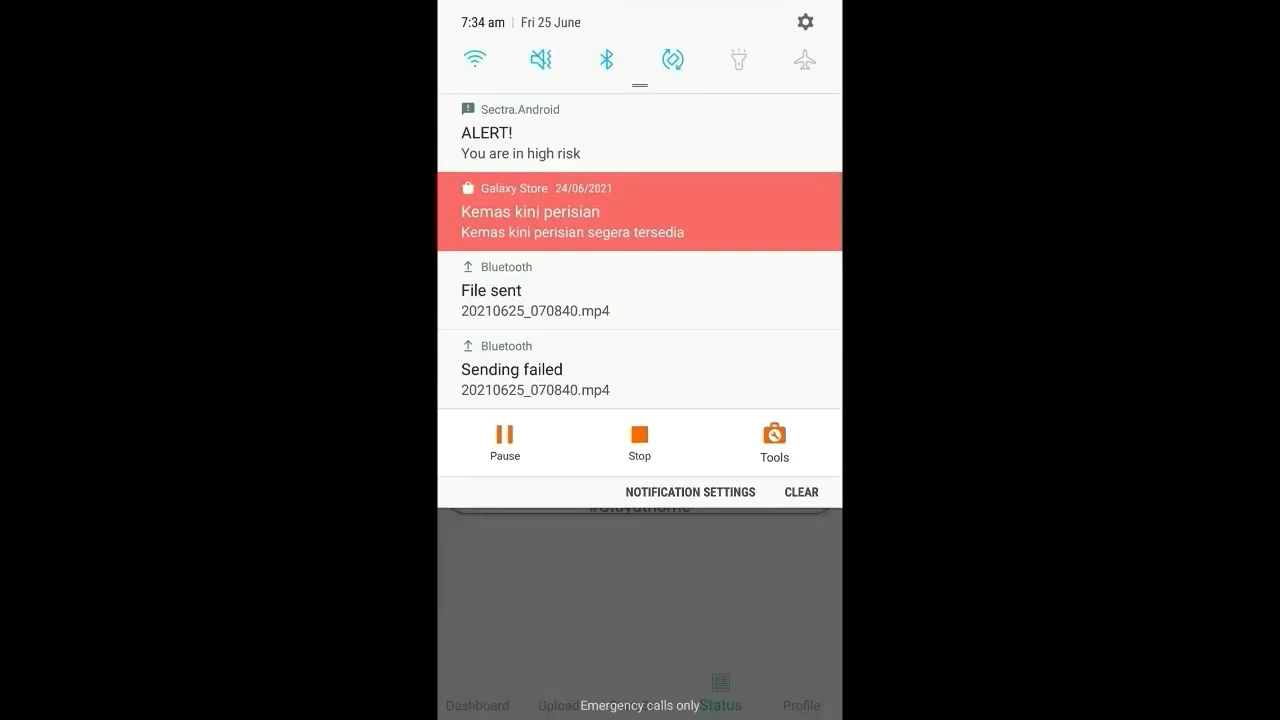 7:34 am | Fri 25 June
Sectra.Android
ALERT!
You are in high risk
Galaxy Store 24/06/2021
Kemas kini perisian
Kemas kini perisian segera tersedia
Bluetooth
File sent
20210625_070840.mp4
Bluetooth
Sending failed
20210625_070840.mp4
Pause
Stop
Tools
NOTIFICATION SETTINGS
CLEAR
Dashboard
Upload
Emergency calls only
Status
Profile